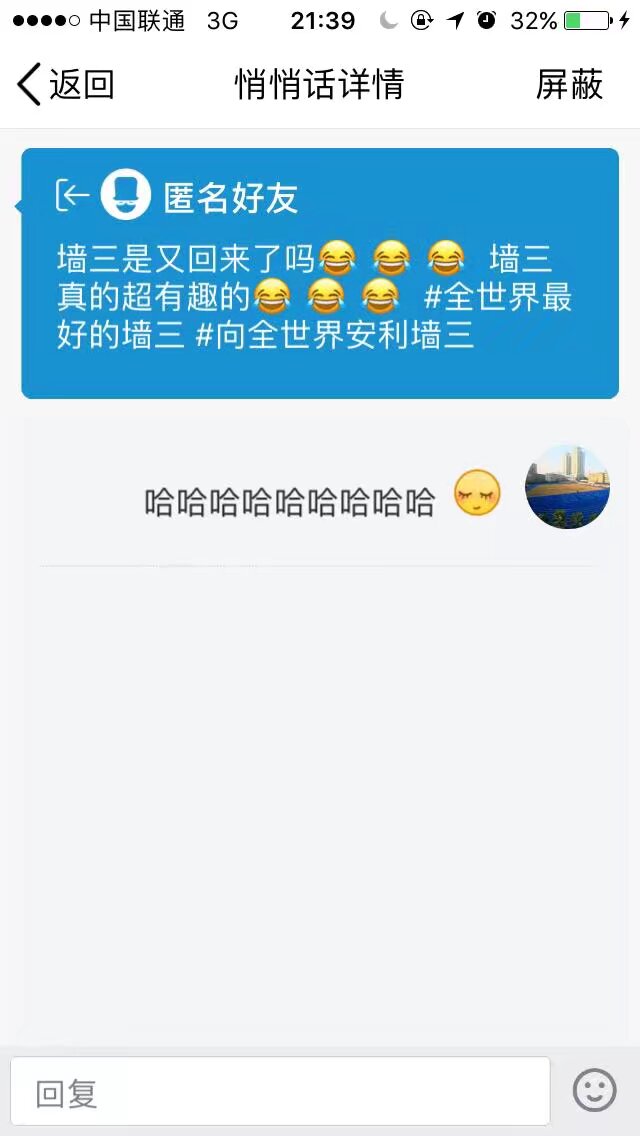 中国联通 3G 21:39 32%
返回 悄悄话详情 屏蔽
匿名好友
墙三是又回来了吗😂 😂 😂 墙三
真的超有趣的😂 😂 😂 #全世界最
好的墙三 #向全世界安利墙三
哈哈哈哈哈哈哈哈哈
回复